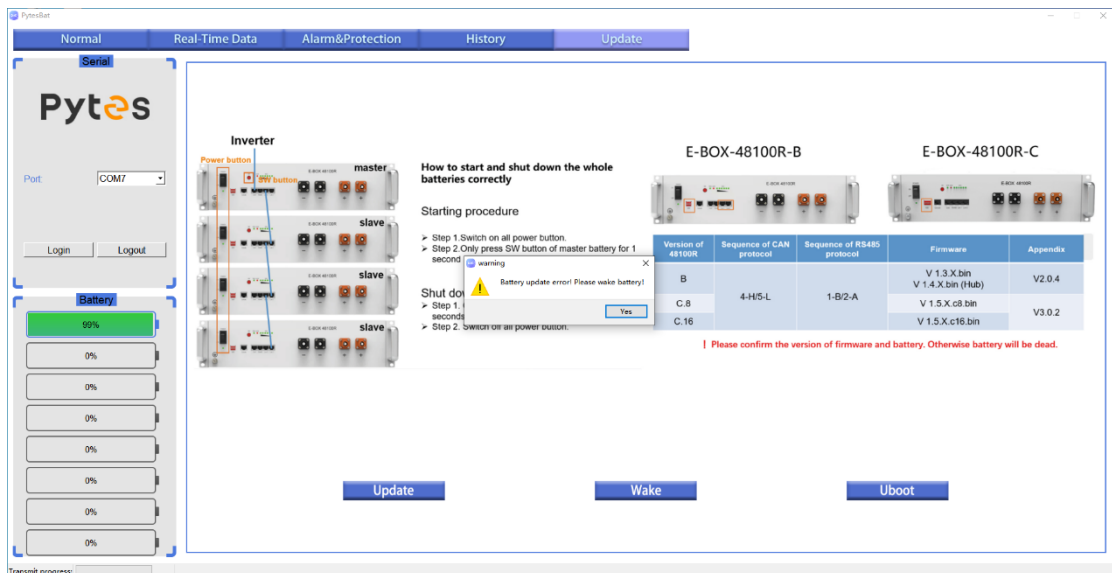 PytesBat
Normal
Real-Time Data
Alarm&Protection
History
Update
Serial
Pytes
Port:
COM7
Login
Logout
Battery
99%
0%
0%
0%
0%
0%
0%
0%
Transmit progress:
Inverter
Power button
SW button
master
slave
slave
slave
How to start and shut down the whole
batteries correctly
Starting procedure
➢ Step 1.Switch on all power button.
➢ Step 2.Only press SW button of master battery for 1
second
Shut dow
➢ Step 1.
seconds
➢ Step 2. Switch off all power button.
warning
Battery update error! Please wake battery!
Yes
E-BOX-48100R-B
E-BOX-48100R-C
Version of
48100R
Sequence of CAN
protocol
Sequence of RS485
protocol
Firmware
Appendix
B
4-H/5-L
1-B/2-A
V 1.3.X.bin
V 1.4.X.bin (Hub)
V2.0.4
C.8
V 1.5.X.c8.bin
V3.0.2
C.16
V 1.5.X.c16.bin
! Please confirm the version of firmware and battery. Otherwise battery will be dead.
Update
Wake
Uboot